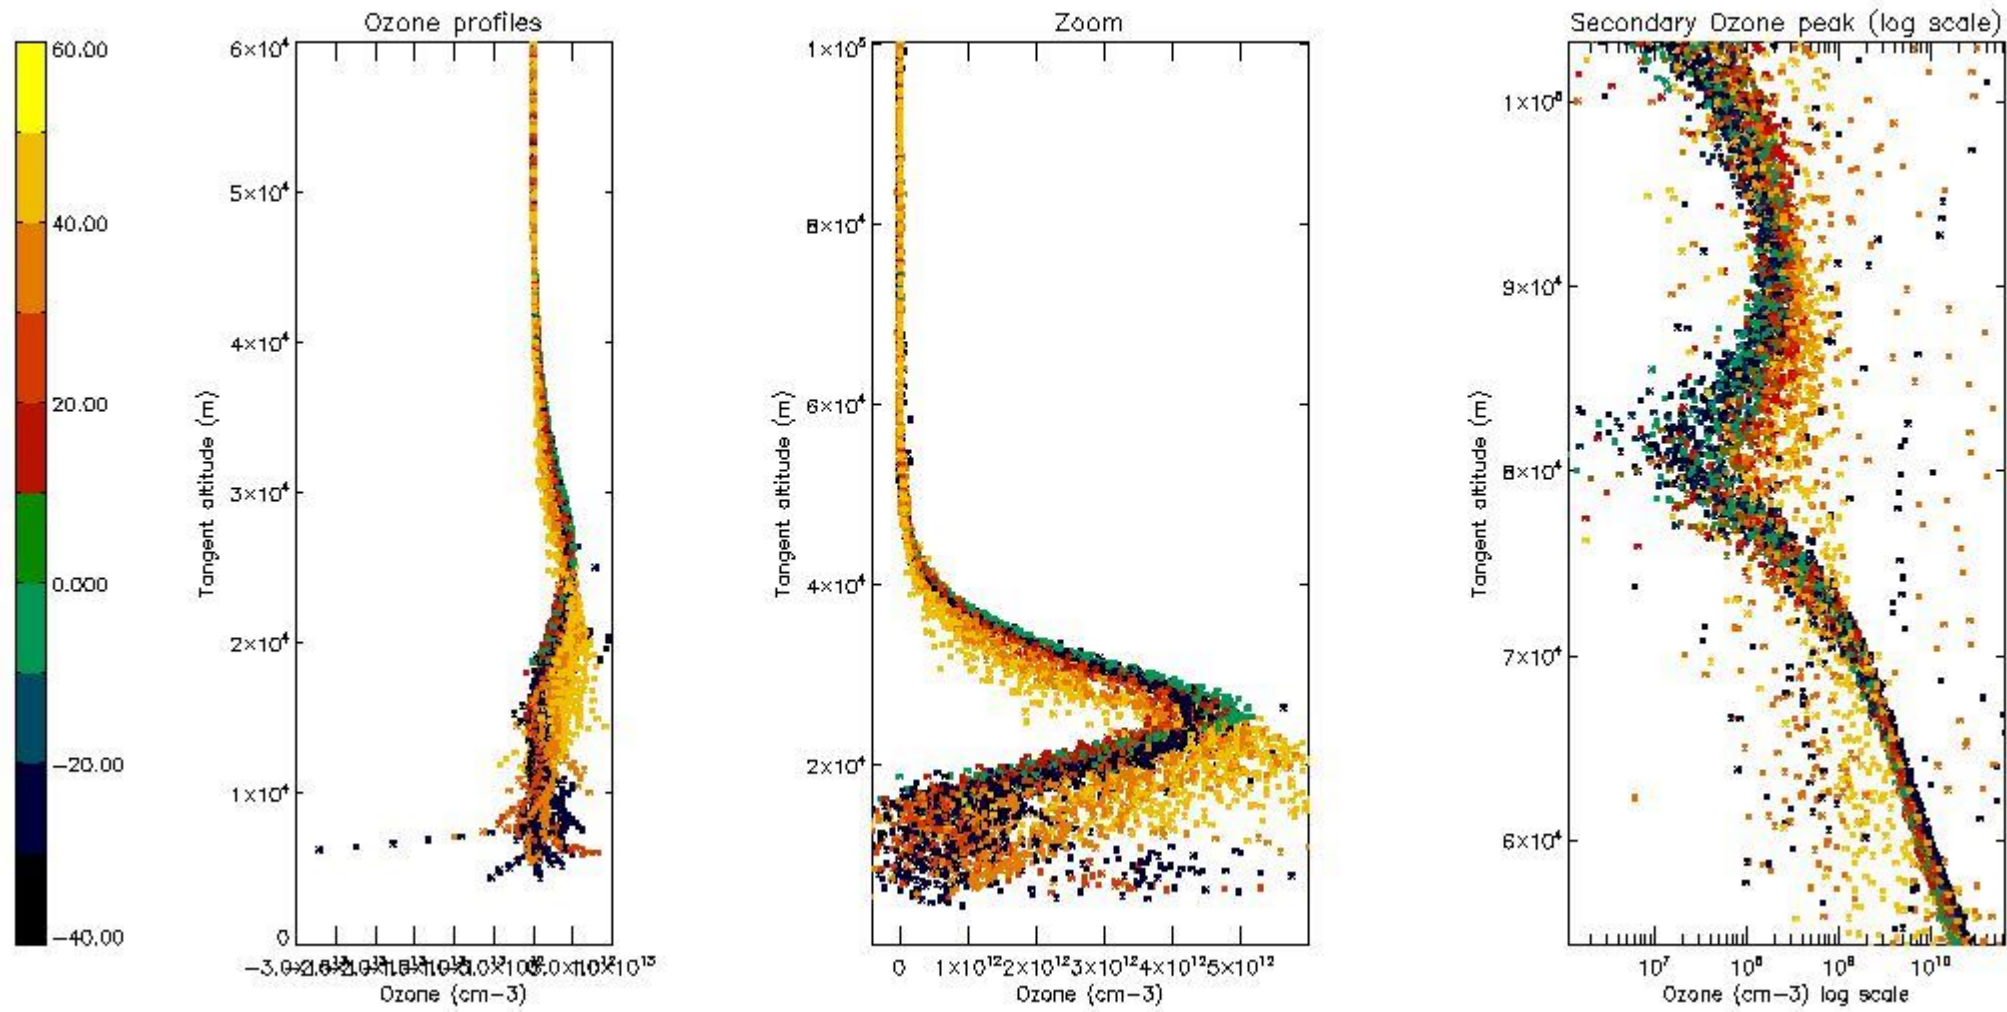 Ozone profiles
Zoom
Secondary Ozone peak (log scale)
60.00
40.00
20.00
0.000
−20.00
−40.00
6×10⁴
5×10⁴
4×10⁴
3×10⁴
2×10⁴
1×10⁴
0
Tangent altitude (m)
Ozone (cm−3)
1×10⁵
8×10⁴
6×10⁴
4×10⁴
2×10⁴
Tangent altitude (m)
0 1×10¹² 2×10¹² 3×10¹² 4×10¹² 5×10¹²
Ozone (cm−3)
1×10⁵
9×10⁴
8×10⁴
7×10⁴
6×10⁴
Tangent altitude (m)
10⁷ 10⁸ 10⁹ 10¹⁰
Ozone (cm−3) log scale